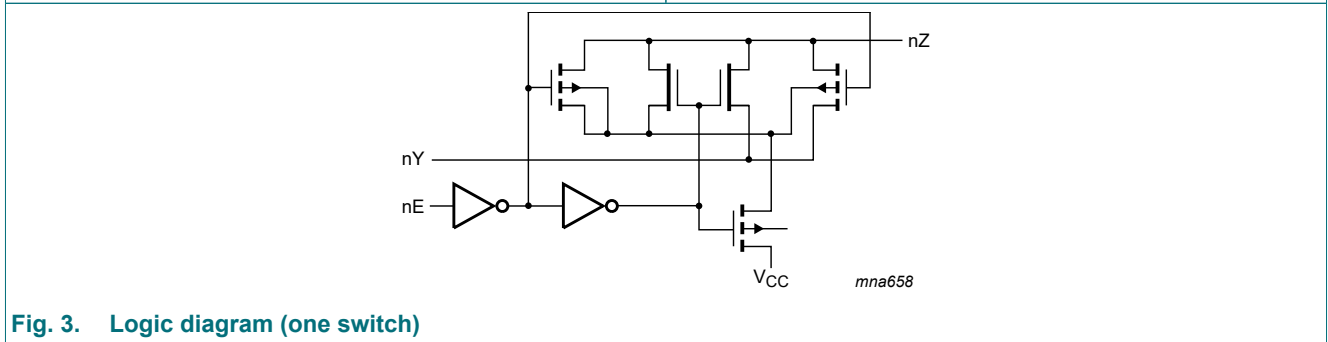 nZ
nY
nE
VCC
mna658
Fig. 3. Logic diagram (one switch)